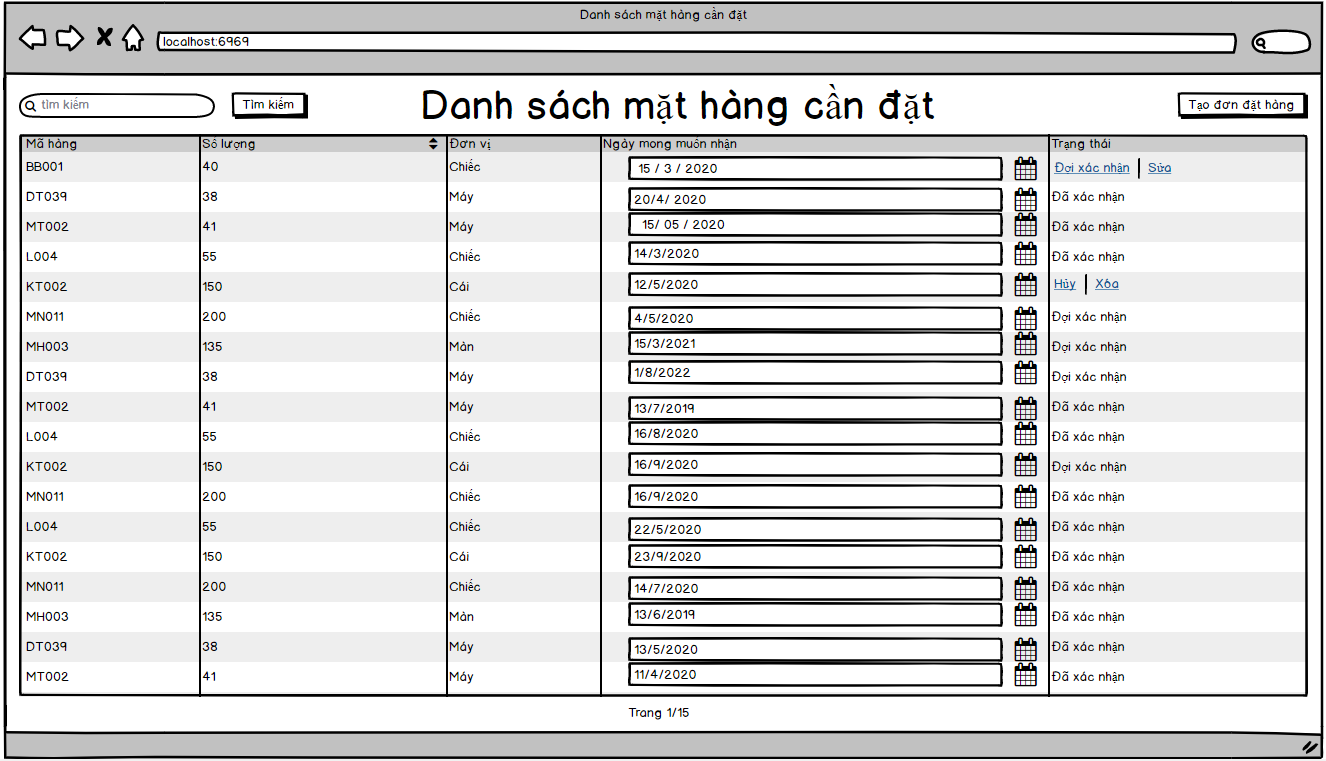 Danh sách mặt hàng cần đặt
localhost:6969
tìm kiếm Tìm kiếm Danh sách mặt hàng cần đặt Tạo đơn đặt hàng
Mã hàng Số lượng Đơn vị Ngày mong muốn nhận Trạng thái
BB001 40 Chiếc 15 / 3 / 2020 Đợi xác nhận Sửa
DT039 38 Máy 20/4/ 2020 Đã xác nhận
MT002 41 Máy 15/ 05 / 2020 Đã xác nhận
L004 55 Chiếc 14/3/2020 Đã xác nhận
KT002 150 Cái 12/5/2020 Hủy Xóa
MN011 200 Chiếc 4/5/2020 Đợi xác nhận
MH003 135 Màn 15/3/2021 Đợi xác nhận
DT039 38 Máy 1/8/2022 Đợi xác nhận
MT002 41 Máy 13/7/2019 Đã xác nhận
L004 55 Chiếc 16/8/2020 Đã xác nhận
KT002 150 Cái 16/9/2020 Đợi xác nhận
MN011 200 Chiếc 16/9/2020 Đã xác nhận
L004 55 Chiếc 22/5/2020 Đã xác nhận
KT002 150 Cái 23/9/2020 Đã xác nhận
MN011 200 Chiếc 14/7/2020 Đã xác nhận
MH003 135 Màn 13/6/2019 Đã xác nhận
DT039 38 Máy 13/5/2020 Đã xác nhận
MT002 41 Máy 11/4/2020 Đã xác nhận
Trang 1/15